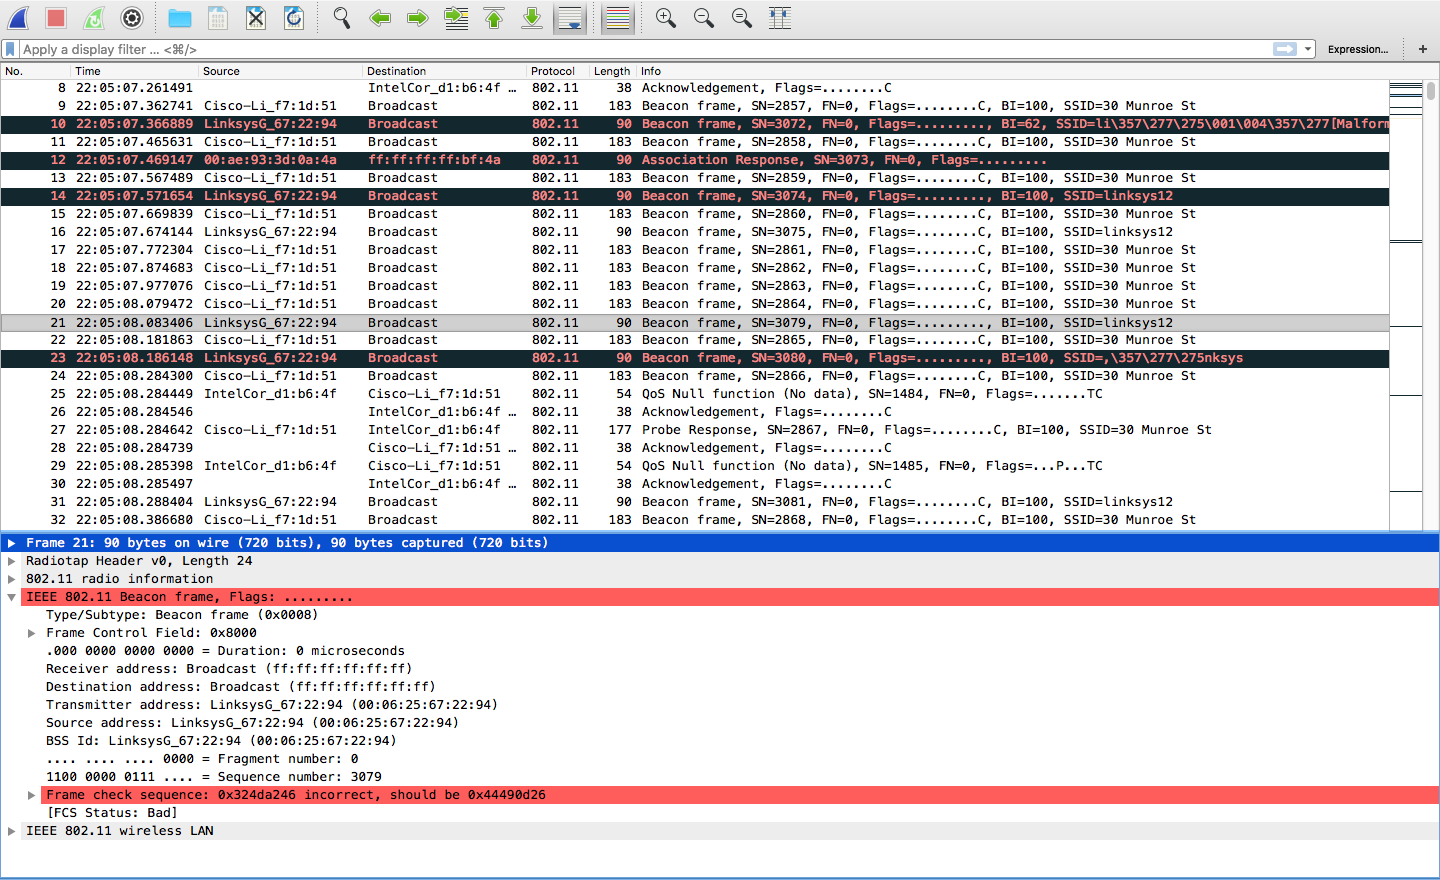 Apply a display filter ... <⌘/>
Expression...
+
No. Time Source Destination Protocol Length Info
8 22:05:07.261491 IntelCor_d1:b6:4f … 802.11 38 Acknowledgement, Flags=........C
9 22:05:07.362741 Cisco-Li_f7:1d:51 Broadcast 802.11 183 Beacon frame, SN=2857, FN=0, Flags=........C, BI=100, SSID=30 Munroe St
10 22:05:07.366889 LinksysG_67:22:94 Broadcast 802.11 90 Beacon frame, SN=3072, FN=0, Flags=........., BI=62, SSID=li\357\277\275\001\004\357\277[Malform
11 22:05:07.465631 Cisco-Li_f7:1d:51 Broadcast 802.11 183 Beacon frame, SN=2858, FN=0, Flags=........C, BI=100, SSID=30 Munroe St
12 22:05:07.469147 00:ae:93:3d:0a:4a ff:ff:ff:ff:bf:4a 802.11 90 Association Response, SN=3073, FN=0, Flags=.........
13 22:05:07.567489 Cisco-Li_f7:1d:51 Broadcast 802.11 183 Beacon frame, SN=2859, FN=0, Flags=........C, BI=100, SSID=30 Munroe St
14 22:05:07.571654 LinksysG_67:22:94 Broadcast 802.11 90 Beacon frame, SN=3074, FN=0, Flags=........., BI=100, SSID=linksys12
15 22:05:07.669839 Cisco-Li_f7:1d:51 Broadcast 802.11 183 Beacon frame, SN=2860, FN=0, Flags=........C, BI=100, SSID=30 Munroe St
16 22:05:07.674144 LinksysG_67:22:94 Broadcast 802.11 90 Beacon frame, SN=3075, FN=0, Flags=........C, BI=100, SSID=linksys12
17 22:05:07.772304 Cisco-Li_f7:1d:51 Broadcast 802.11 183 Beacon frame, SN=2861, FN=0, Flags=........C, BI=100, SSID=30 Munroe St
18 22:05:07.874683 Cisco-Li_f7:1d:51 Broadcast 802.11 183 Beacon frame, SN=2862, FN=0, Flags=........C, BI=100, SSID=30 Munroe St
19 22:05:07.977076 Cisco-Li_f7:1d:51 Broadcast 802.11 183 Beacon frame, SN=2863, FN=0, Flags=........C, BI=100, SSID=30 Munroe St
20 22:05:08.079472 Cisco-Li_f7:1d:51 Broadcast 802.11 183 Beacon frame, SN=2864, FN=0, Flags=........C, BI=100, SSID=30 Munroe St
21 22:05:08.083406 LinksysG_67:22:94 Broadcast 802.11 90 Beacon frame, SN=3079, FN=0, Flags=........., BI=100, SSID=linksys12
22 22:05:08.181863 Cisco-Li_f7:1d:51 Broadcast 802.11 183 Beacon frame, SN=2865, FN=0, Flags=........C, BI=100, SSID=30 Munroe St
23 22:05:08.186148 LinksysG_67:22:94 Broadcast 802.11 90 Beacon frame, SN=3080, FN=0, Flags=........., BI=100, SSID=,\357\277\275nksys
24 22:05:08.284300 Cisco-Li_f7:1d:51 Broadcast 802.11 183 Beacon frame, SN=2866, FN=0, Flags=........C, BI=100, SSID=30 Munroe St
25 22:05:08.284449 IntelCor_d1:b6:4f Cisco-Li_f7:1d:51 802.11 54 QoS Null function (No data), SN=1484, FN=0, Flags=.......TC
26 22:05:08.284546 IntelCor_d1:b6:4f … 802.11 38 Acknowledgement, Flags=........C
27 22:05:08.284642 Cisco-Li_f7:1d:51 IntelCor_d1:b6:4f 802.11 177 Probe Response, SN=2867, FN=0, Flags=........C, BI=100, SSID=30 Munroe St
28 22:05:08.284739 Cisco-Li_f7:1d:51 … 802.11 38 Acknowledgement, Flags=........C
29 22:05:08.285398 IntelCor_d1:b6:4f Cisco-Li_f7:1d:51 802.11 54 QoS Null function (No data), SN=1485, FN=0, Flags=...P...TC
30 22:05:08.285497 IntelCor_d1:b6:4f … 802.11 38 Acknowledgement, Flags=........C
31 22:05:08.288404 LinksysG_67:22:94 Broadcast 802.11 90 Beacon frame, SN=3081, FN=0, Flags=........C, BI=100, SSID=linksys12
32 22:05:08.386680 Cisco-Li_f7:1d:51 Broadcast 802.11 183 Beacon frame, SN=2868, FN=0, Flags=........C, BI=100, SSID=30 Munroe St
Frame 21: 90 bytes on wire (720 bits), 90 bytes captured (720 bits)
Radiotap Header v0, Length 24
802.11 radio information
IEEE 802.11 Beacon frame, Flags: .........
Type/Subtype: Beacon frame (0x0008)
Frame Control Field: 0x8000
.000 0000 0000 0000 = Duration: 0 microseconds
Receiver address: Broadcast (ff:ff:ff:ff:ff:ff)
Destination address: Broadcast (ff:ff:ff:ff:ff:ff)
Transmitter address: LinksysG_67:22:94 (00:06:25:67:22:94)
Source address: LinksysG_67:22:94 (00:06:25:67:22:94)
BSS Id: LinksysG_67:22:94 (00:06:25:67:22:94)
.... .... .... 0000 = Fragment number: 0
1100 0000 0111 .... = Sequence number: 3079
Frame check sequence: 0x324da246 incorrect, should be 0x44490d26
[FCS Status: Bad]
IEEE 802.11 wireless LAN